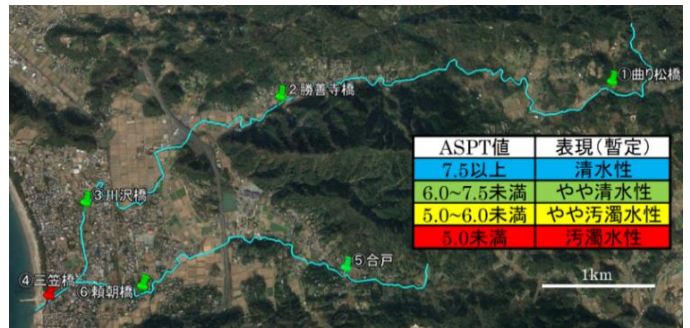 ①曲り松橋
②勝善寺橋
ASPT値 表現(暫定)
7.5以上 清水性
6.0~7.5未満 やや清水性
5.0~6.0未満 やや汚濁水性
5.0未満 汚濁水性
③川沢橋
⑤合戸
④三笠橋
⑥頼朝橋
1km